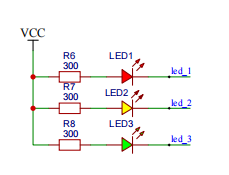 VCC
R6
300
LED1
led_1
R7
300
LED2
led_2
R8
300
LED3
led_3